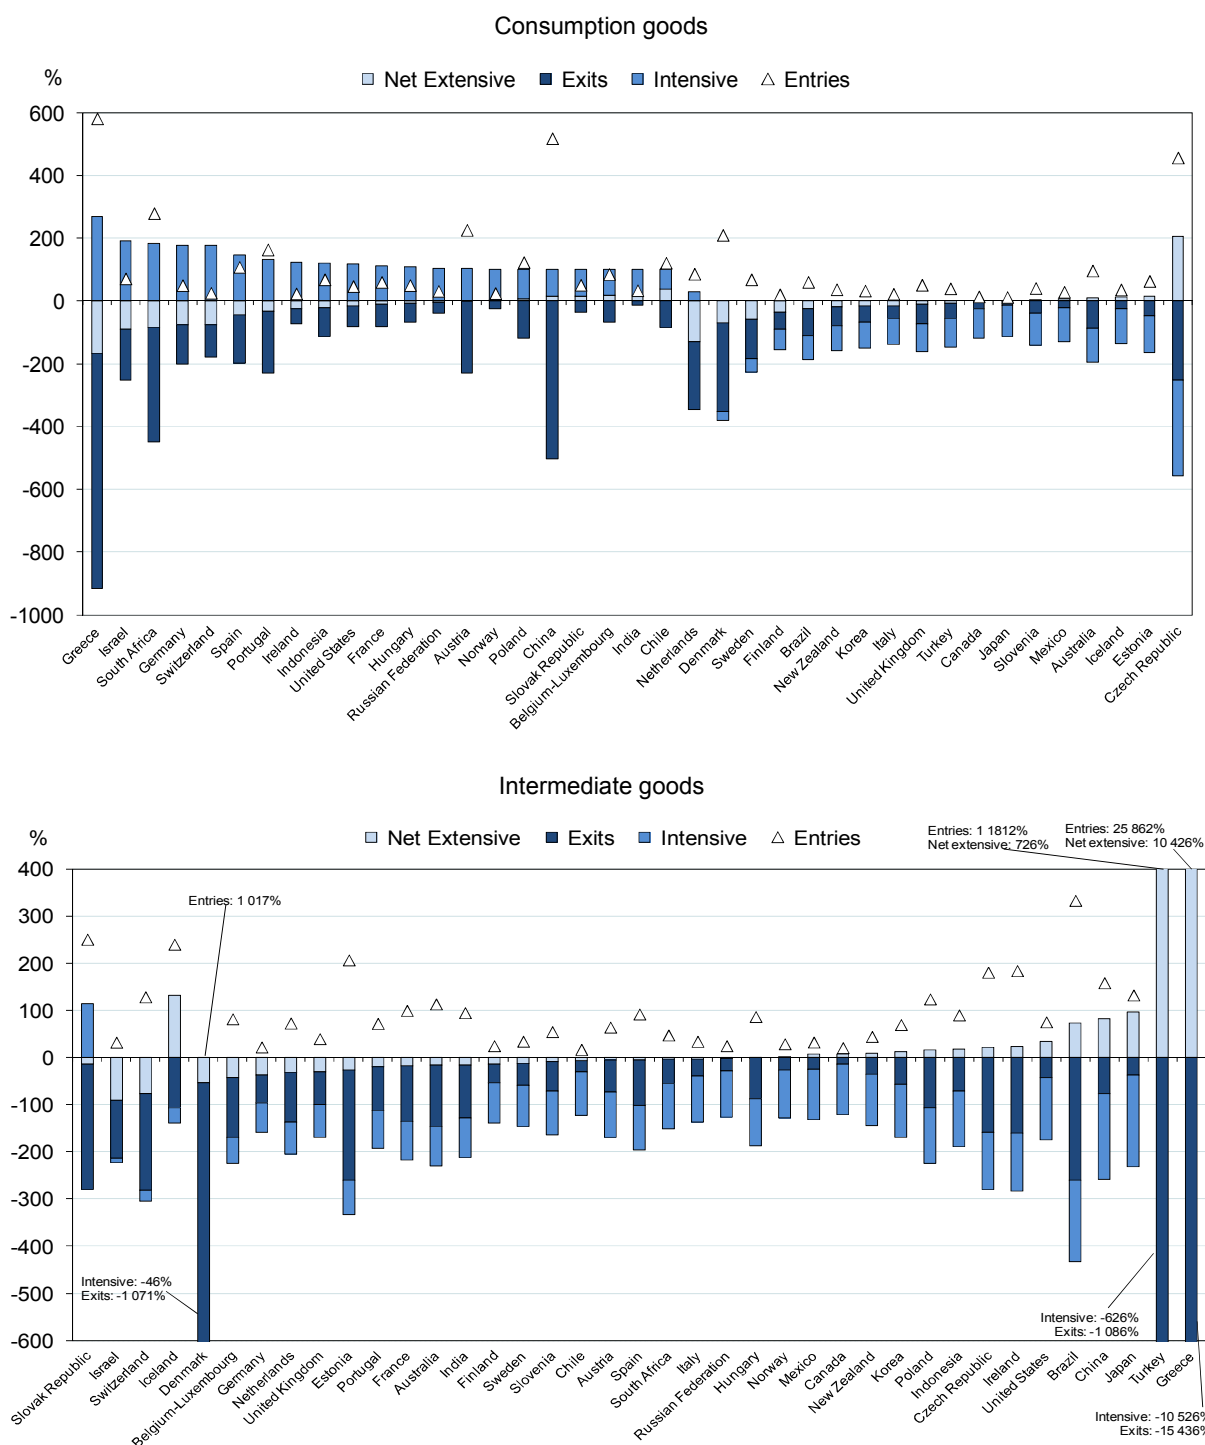 Consumption goods
%
Net Extensive Exits Intensive Entries
600
400
200
0
-200
-400
-600
-800
-1000
Greece
Israel
South Africa
Germany
Switzerland
Spain
Portugal
Ireland
Indonesia
United States
France
Hungary
Russian Federation
Austria
Norway
Poland
China
Slovak Republic
Belgium-Luxembourg
India
Chile
Netherlands
Denmark
Sweden
Finland
Brazil
New Zealand
Korea
Italy
United Kingdom
Turkey
Canada
Japan
Slovenia
Mexico
Australia
Iceland
Estonia
Czech Republic
Intermediate goods
%
Net Extensive Exits Intensive Entries
Entries: 1 1812%
Net extensive: 726%
Entries: 25 862%
Net extensive: 10 426%
400
300
200
100
0
-100
-200
-300
-400
-500
-600
Entries: 1 017%
Intensive: -46%
Exits: -1 071%
Intensive: -626%
Exits: -1 086%
Slovak Republic
Israel
Switzerland
Iceland
Denmark
Belgium-Luxembourg
Germany
Netherlands
United Kingdom
Estonia
Portugal
France
Australia
India
Finland
Sweden
Slovenia
Chile
Austria
Spain
South Africa
Italy
Russian Federation
Hungary
Norway
Mexico
Canada
New Zealand
Korea
Poland
Indonesia
Czech Republic
Ireland
United States
Brazil
China
Japan
Turkey
Greece
Intensive: -10 526%
Exits: -15 436%